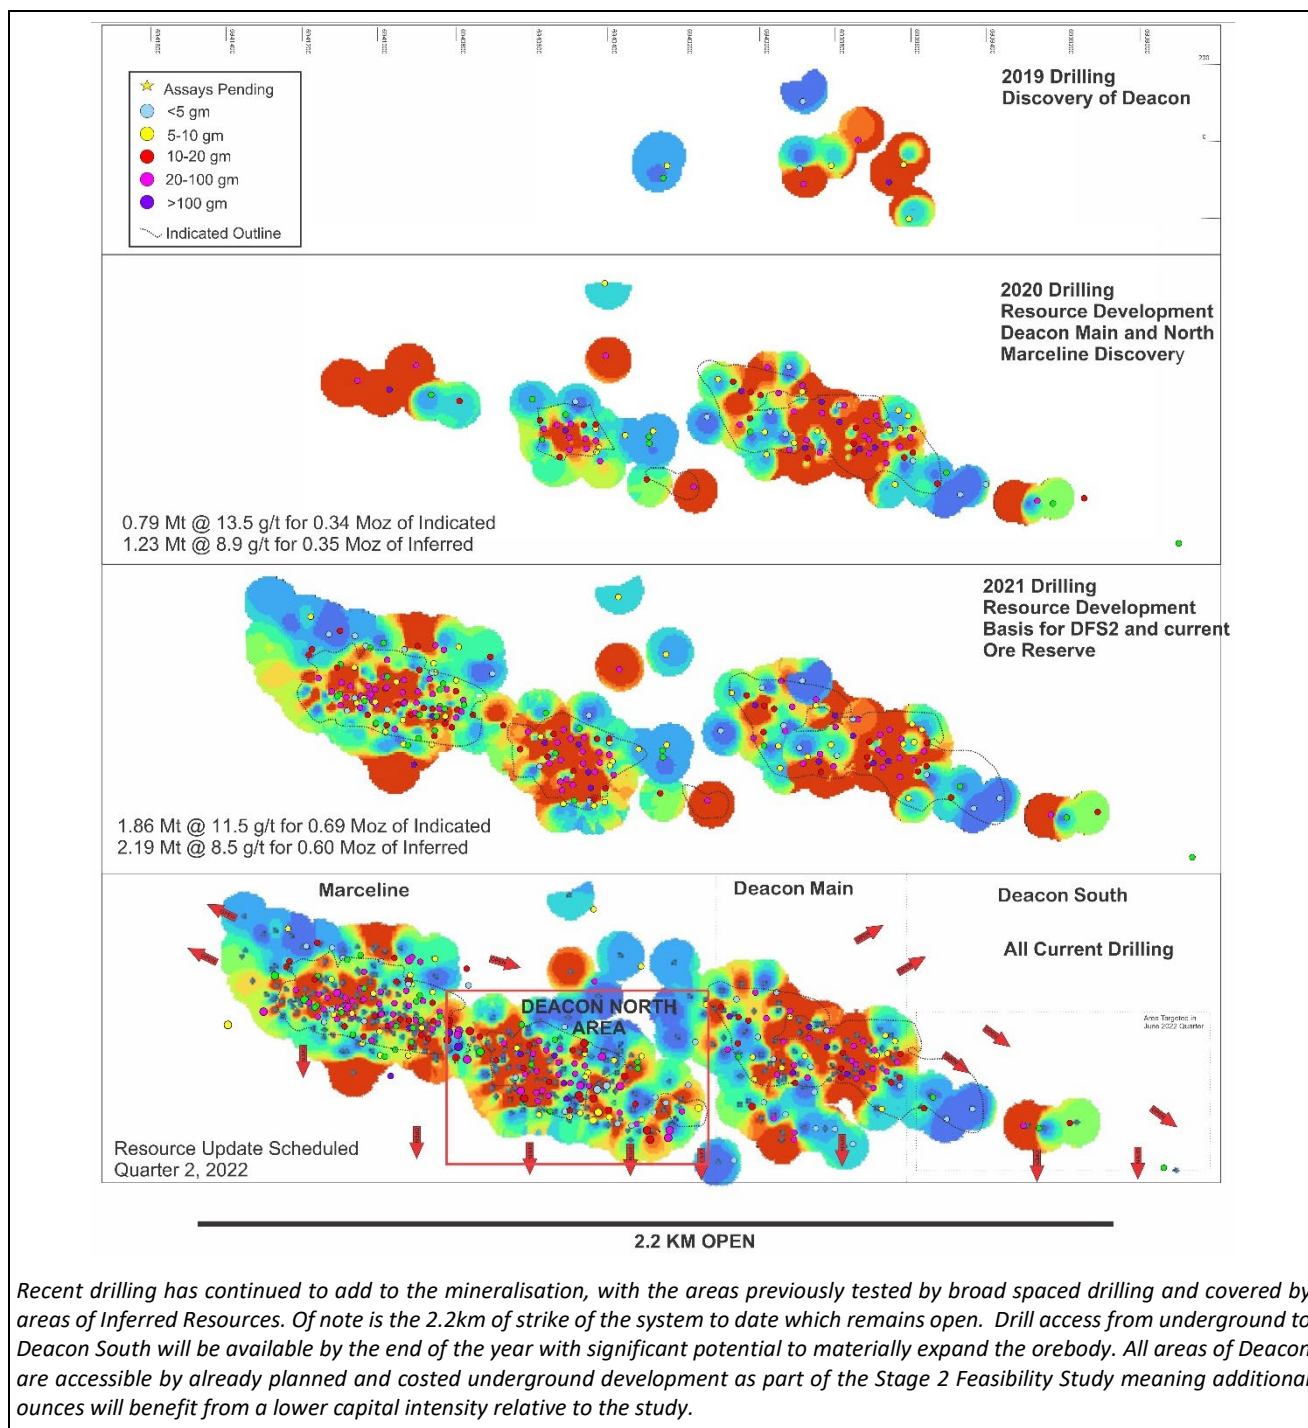 2019 Drilling
Discovery of Deacon
Assays Pending
<5 gm
5-10 gm
10-20 gm
20-100 gm
>100 gm
Indicated Outline
2020 Drilling
Resource Development
Deacon Main and North
Marceline Discovery
0.79 Mt @ 13.5 g/t for 0.34 Moz of Indicated
1.23 Mt @ 8.9 g/t for 0.35 Moz of Inferred
2021 Drilling
Resource Development
Basis for DFS2 and current
Ore Reserve
1.86 Mt @ 11.5 g/t for 0.69 Moz of Indicated
2.19 Mt @ 8.5 g/t for 0.60 Moz of Inferred
Marceline
Deacon Main
Deacon South
All Current Drilling
DEACON NORTH
AREA
Area Targeted in
June 2022 Quarter
Resource Update Scheduled
Quarter 2, 2022
2.2 KM OPEN
Recent drilling has continued to add to the mineralisation, with the areas previously tested by broad spaced drilling and covered by
areas of Inferred Resources. Of note is the 2.2km of strike of the system to date which remains open. Drill access from underground to
Deacon South will be available by the end of the year with significant potential to materially expand the orebody. All areas of Deacon
are accessible by already planned and costed underground development as part of the Stage 2 Feasibility Study meaning additional
ounces will benefit from a lower capital intensity relative to the study.